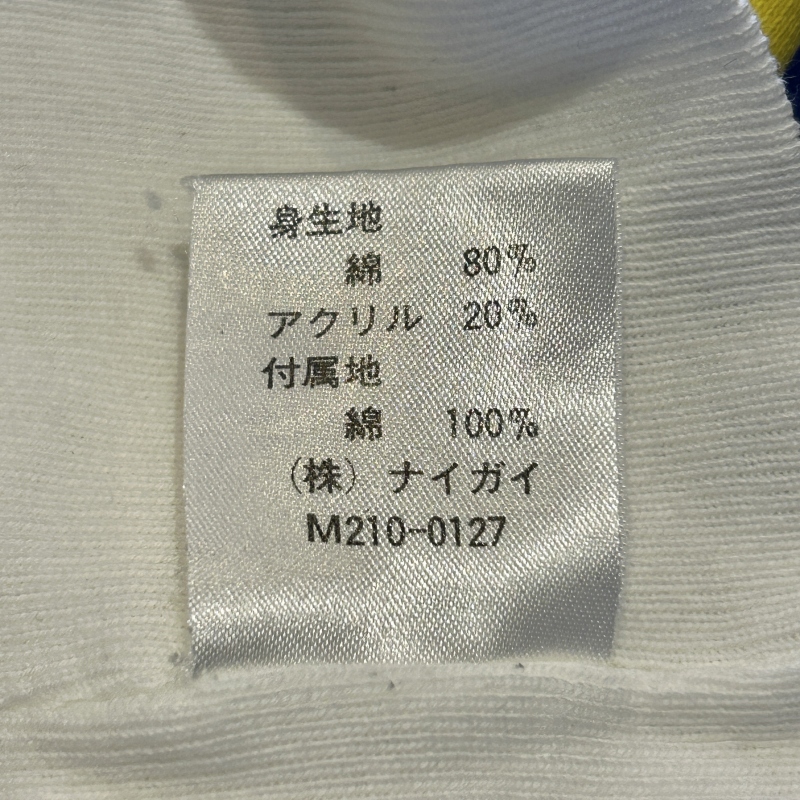 身生地
綿 80%
アクリル 20%
付属地
綿 100%
(株) ナイガイ
M210-0127